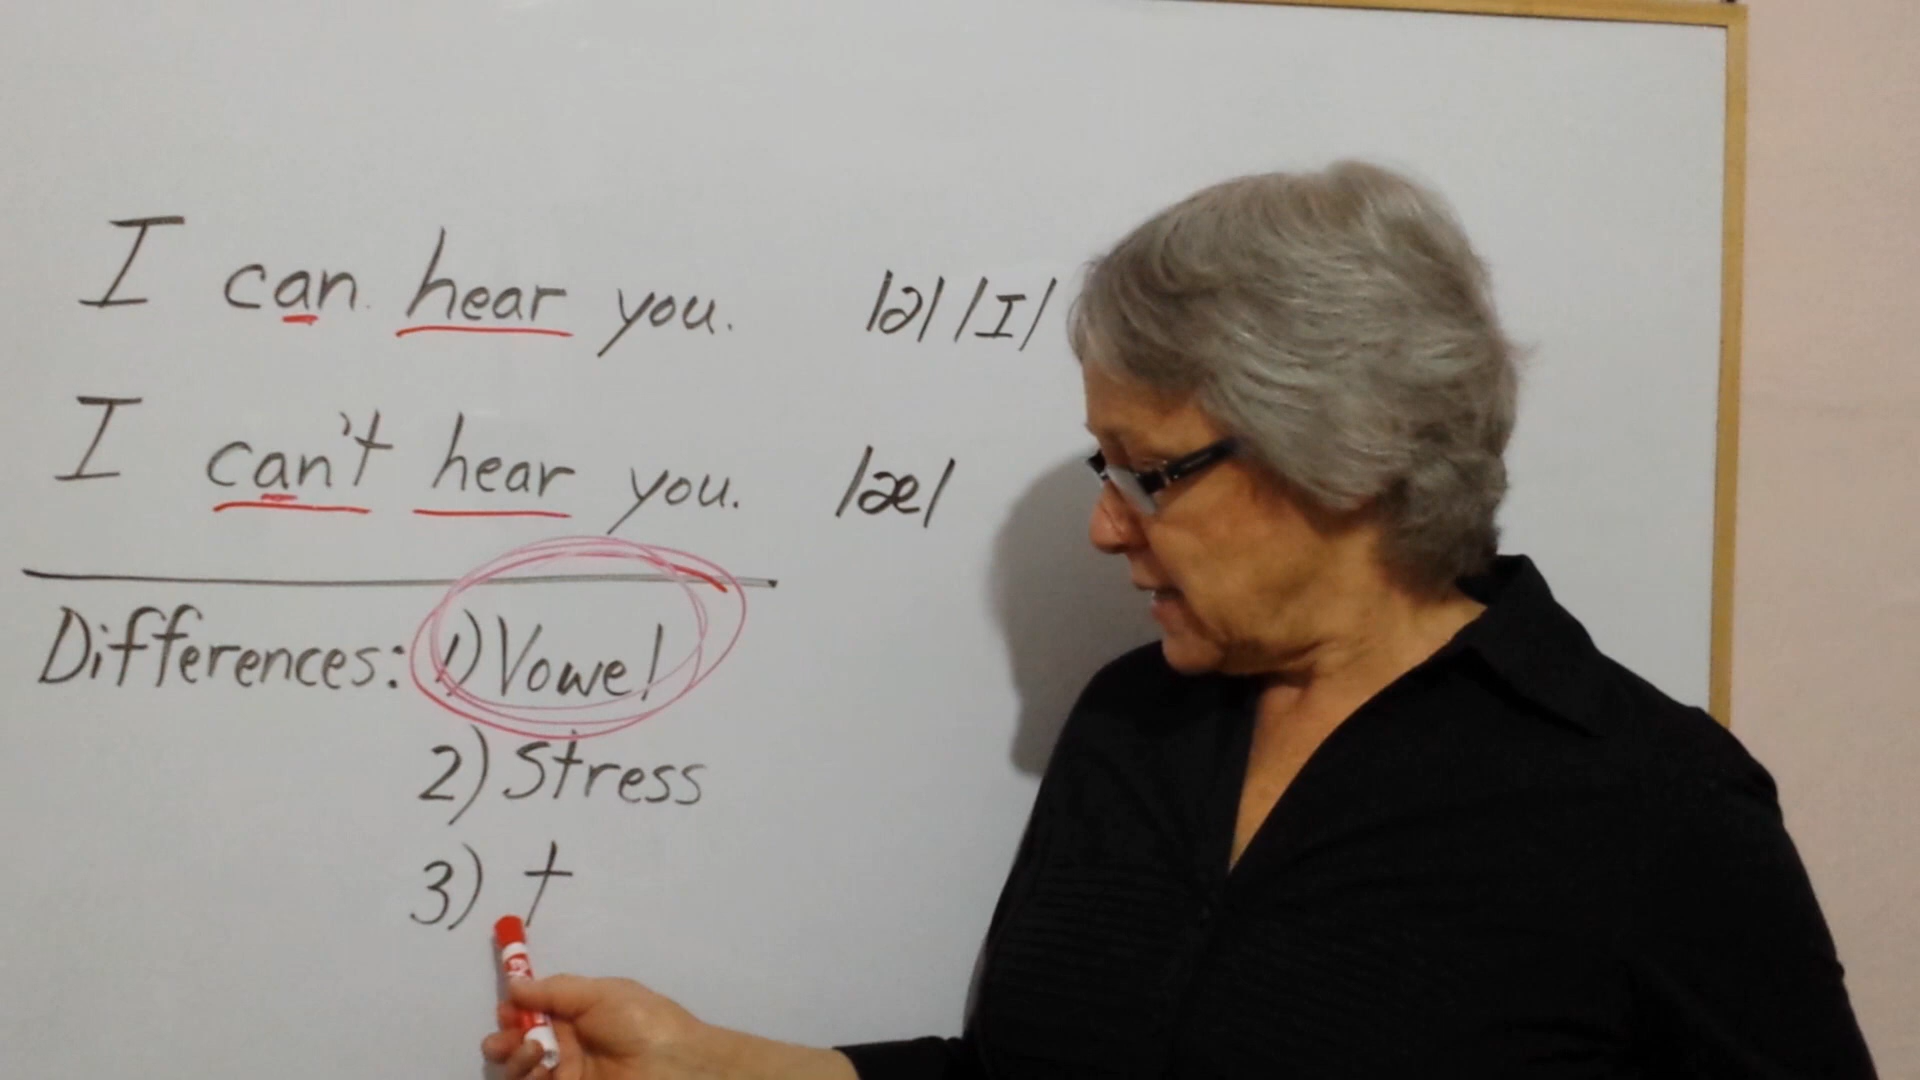 I can hear you. /ə/ /I/
I can't hear you. /æ/
Differences: 1) Vowel
2) Stress
3) t